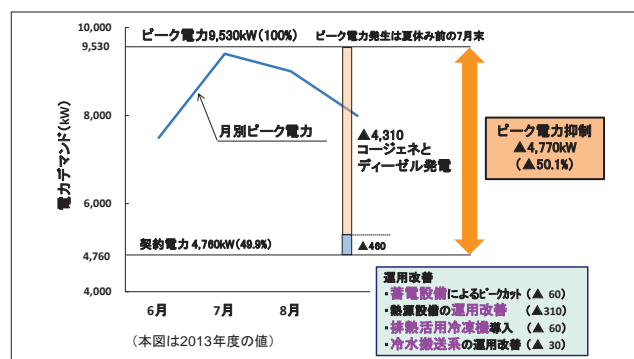 10,000
ピーク電力9,530kW(100%)
ピーク電力発生は夏休み前の7月末
9,530
8,000
6,000
4,760
4,000
電力デマンド(kW)
月別ピーク電力
▲4,310
コージェネと
ディーゼル発電
ピーク電力抑制
▲4,770kW
(▲50.1%)
契約電力 4,760kW(49.9%)
▲460
6月 7月 8月
(本図は2013年度の値)
運用改善
・蓄電設備によるピークカット (▲ 60)
・熱源設備の運用改善 (▲310)
・排熱活用冷凍機導入 (▲ 60)
・冷水搬送系の運用改善 (▲ 30)